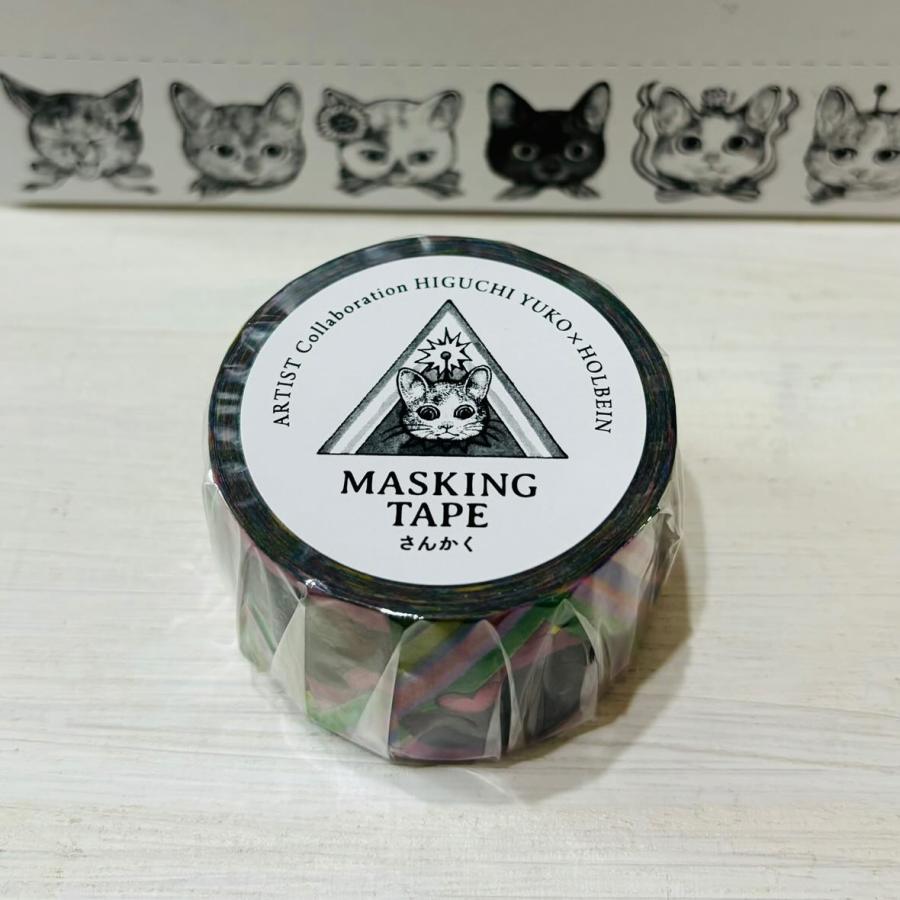 ARTIST Collaboration HIGUCHI YUKO×HOLBEIN
MASKING
TAPE
さんかく